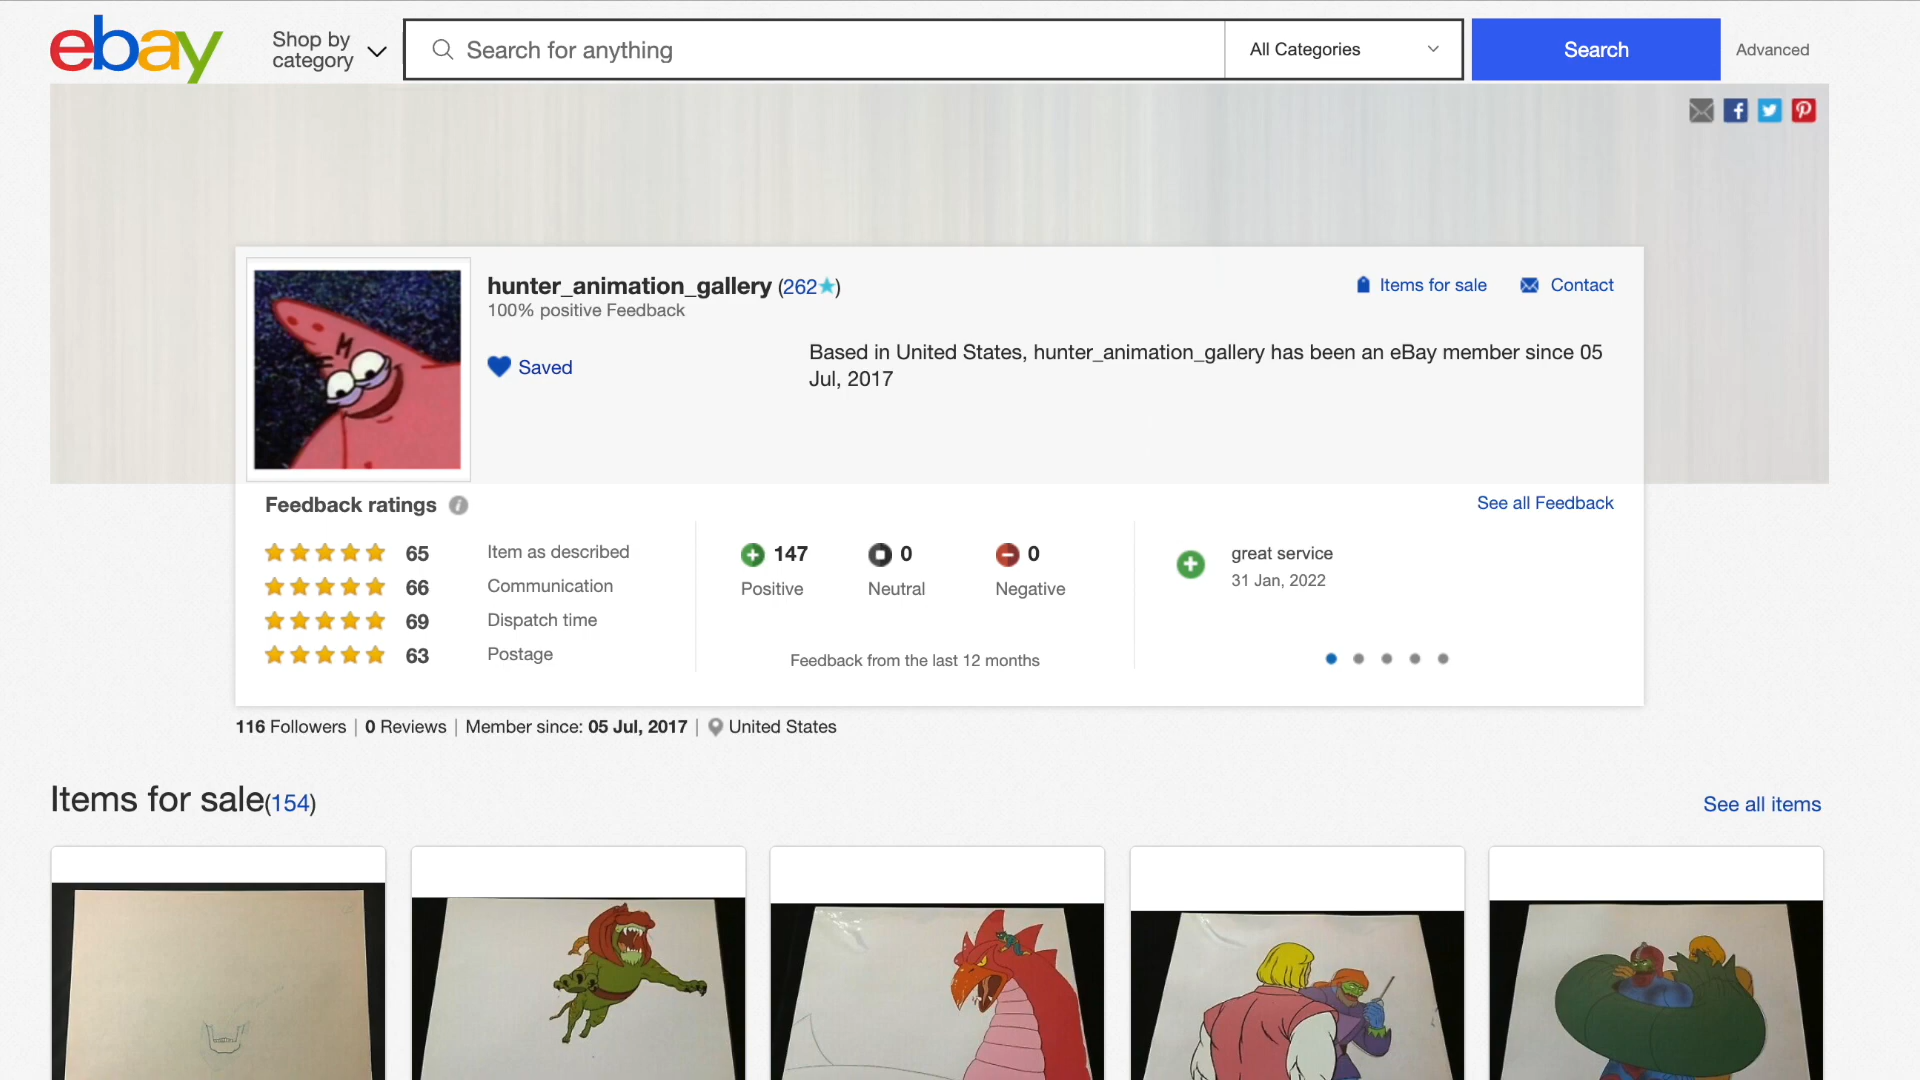 ebay
Shop by
category
Search for anything
All Categories
Search
Advanced
hunter_animation_gallery (262)
100% positive Feedback
Items for sale
Contact
Saved
Based in United States, hunter_animation_gallery has been an eBay member since 05
Jul, 2017
Feedback ratings
See all Feedback
65 Item as described
66 Communication
69 Dispatch time
63 Postage
147
Positive
0
Neutral
0
Negative
Feedback from the last 12 months
great service
31 Jan, 2022
116 Followers | 0 Reviews | Member since: 05 Jul, 2017 | United States
Items for sale(154)
See all items